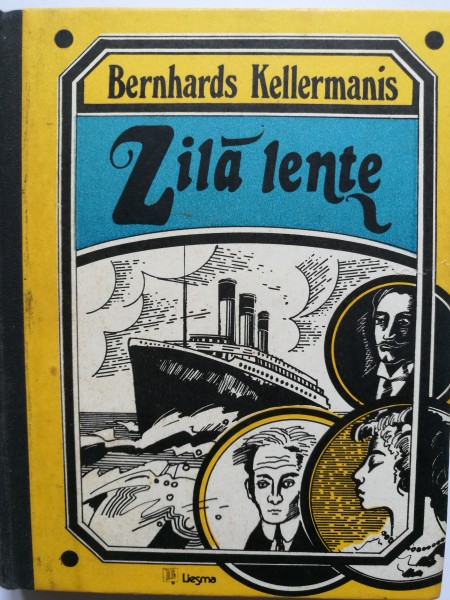 Bernhards Kellermanis
Zilā lente
Liesma